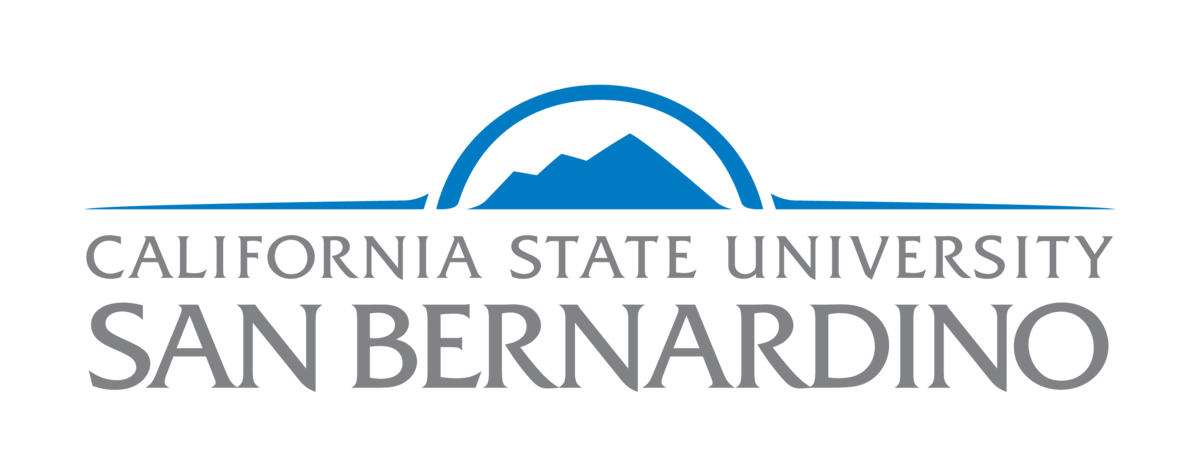 CALIFORNIA STATE UNIVERSITY
SAN BERNARDINO